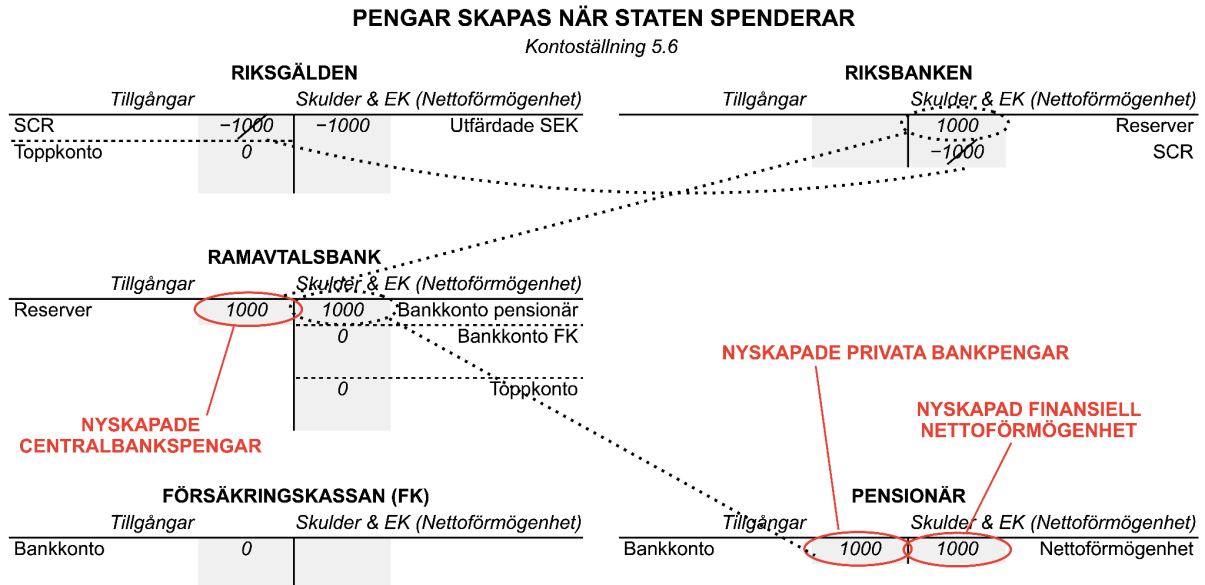 PENGAR SKAPAS NÄR STATEN SPENDERAR
Kontoställning 5.6
RIKSGÄLDEN
Tillgångar Skulder & EK (Nettoförmögenhet)
SCR −1000 −1000 Utfärdade SEK
Toppkonto 0
RIKSBANKEN
Tillgångar Skulder & EK (Nettoförmögenhet)
1000 Reserver
−1000 SCR
RAMAVTALSBANK
Tillgångar Skulder & EK (Nettoförmögenhet)
Reserver 1000 1000 Bankkonto pensionär
0 Bankkonto FK
0 Toppkonto
NYSKAPADE
CENTRALBANKSPENGAR
NYSKAPADE PRIVATA BANKPENGAR
NYSKAPAD FINANSIELL
NETTOFÖRMÖGENHET
FÖRSÄKRINGSKASSAN (FK)
Tillgångar Skulder & EK (Nettoförmögenhet)
Bankkonto 0
PENSIONÄR
Tillgångar Skulder & EK (Nettoförmögenhet)
Bankkonto 1000 1000 Nettoförmögenhet